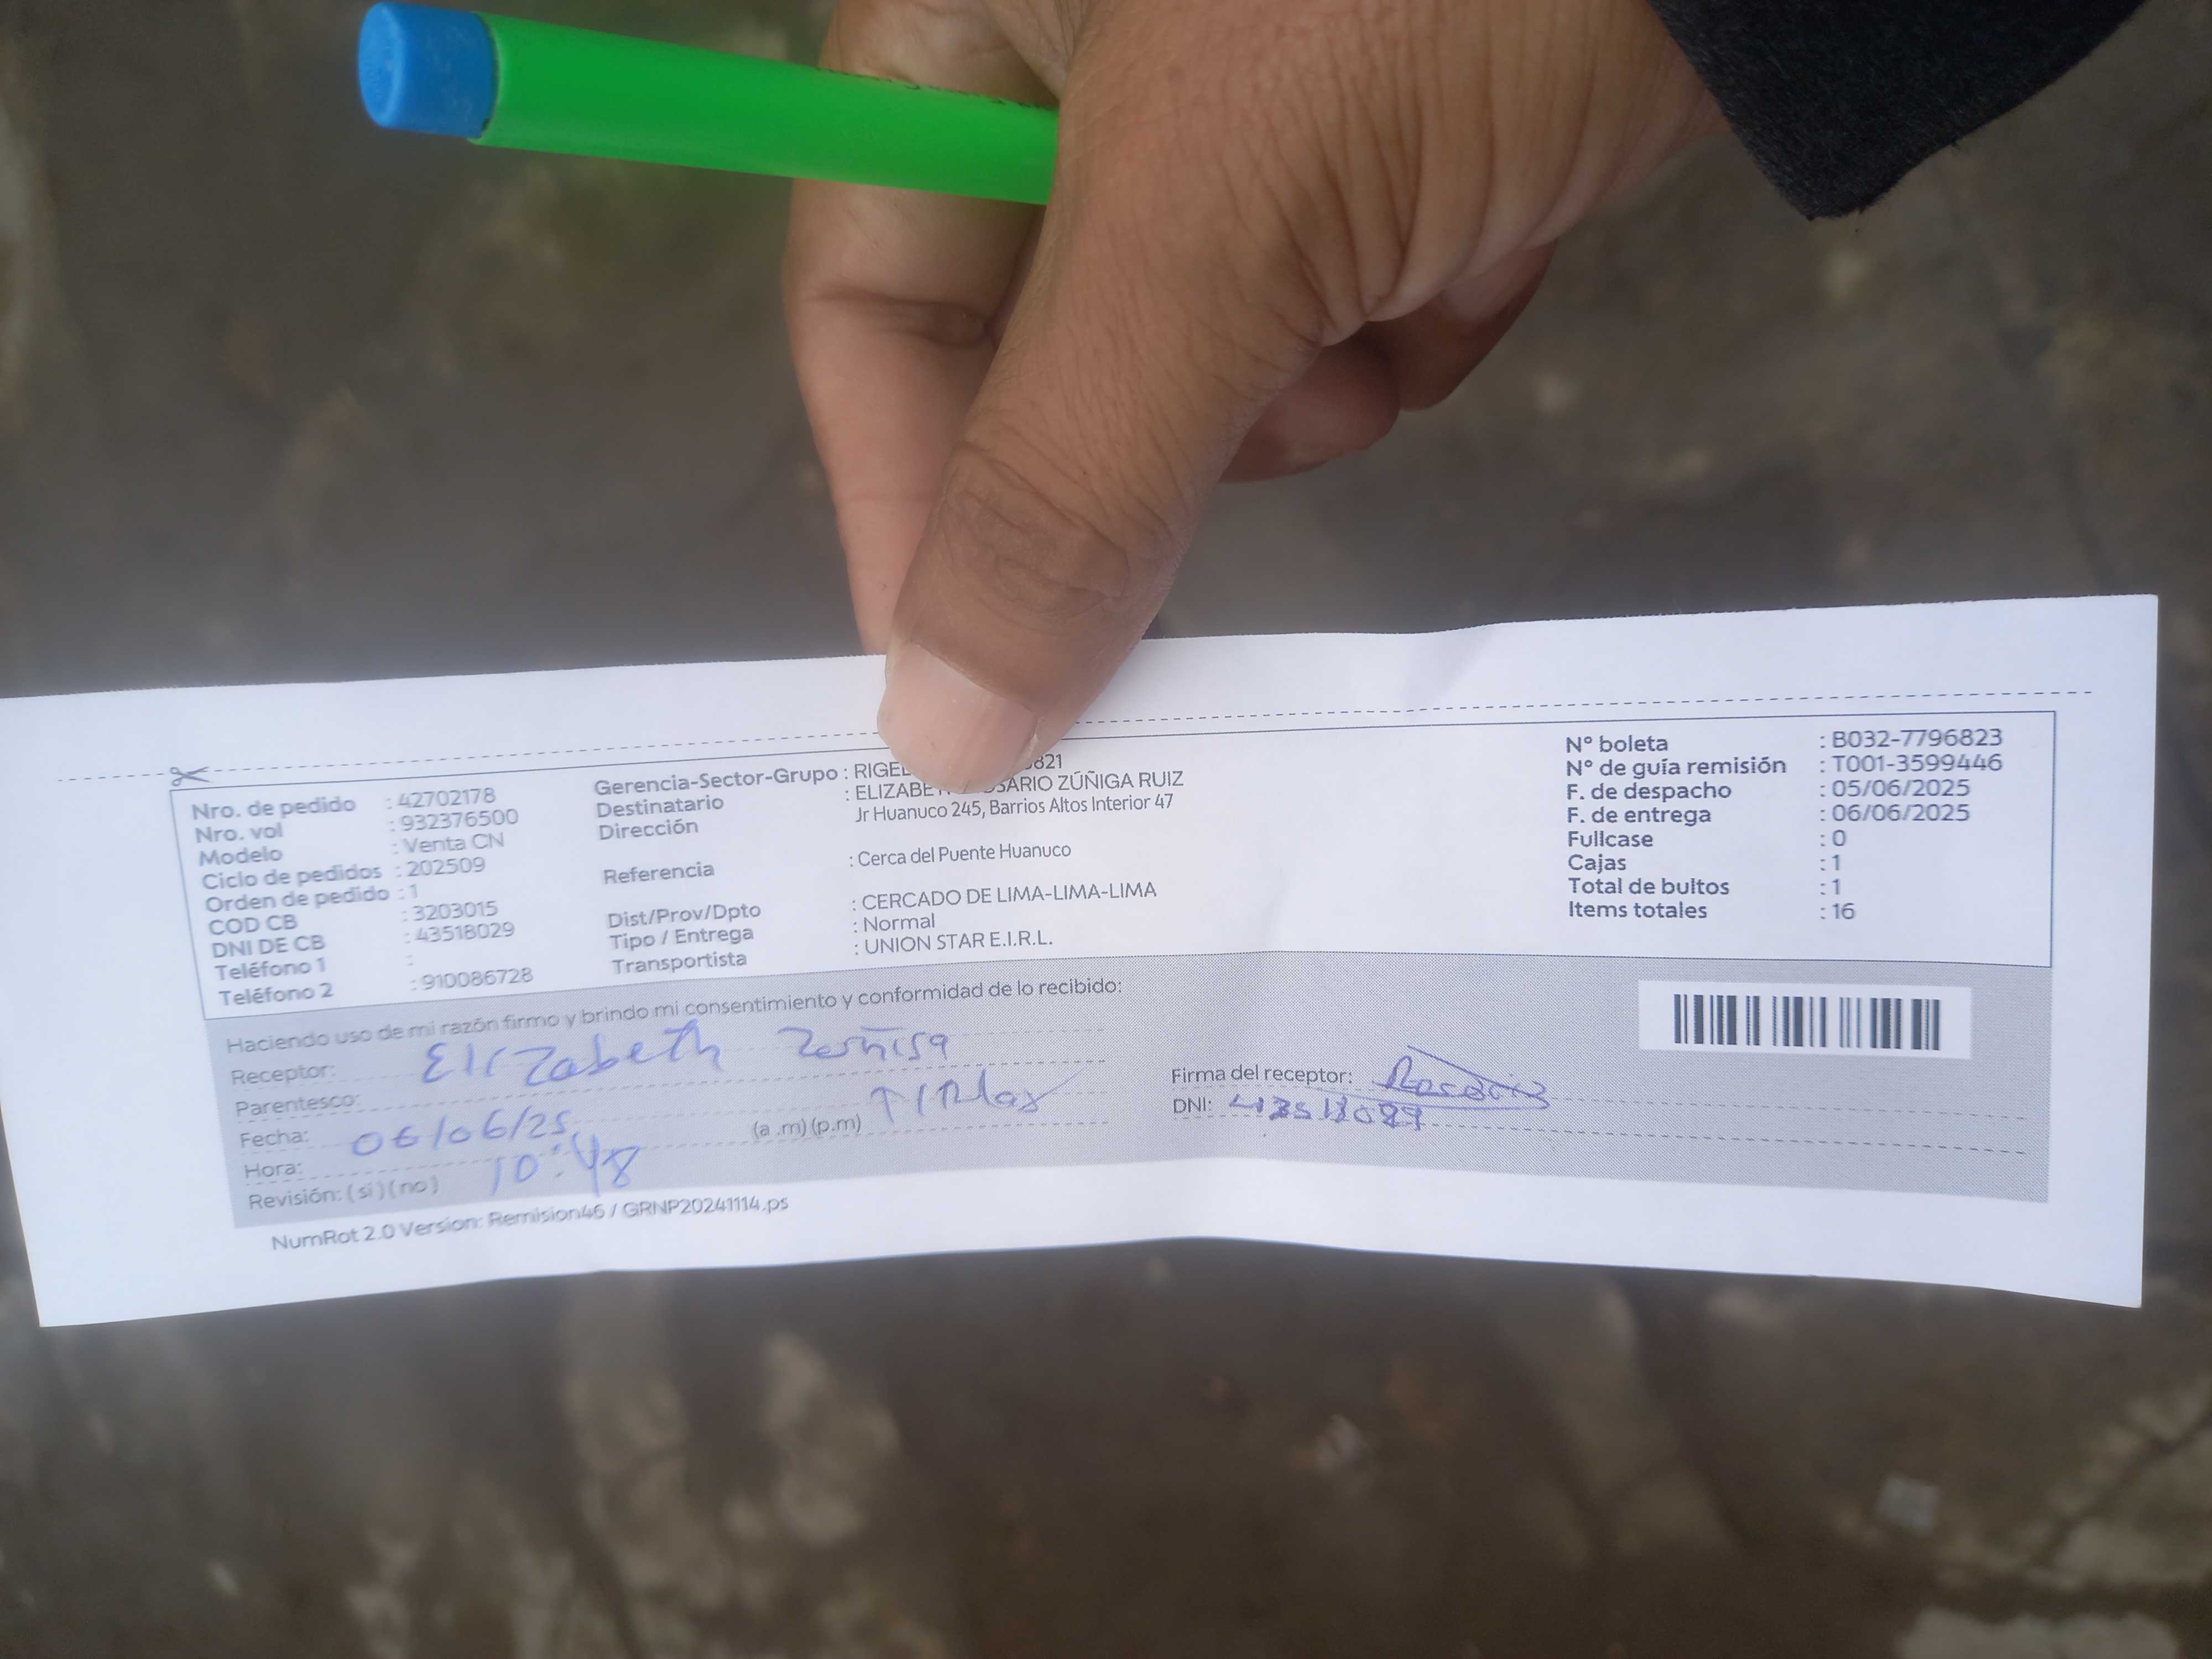 Nro. de pedido : 42702178
Nro. vol : 932376500
Modelo : Venta CN
Ciclo de pedidos : 202509
Orden de pedido : 1
COD CB : 3203015
DNI DE CB : 43518029
Teléfono 1 :
Teléfono 2 : 910086728
Gerencia-Sector-Grupo : RIGEL 821
Destinatario : ELIZABETH ROSARIO ZÚÑIGA RUIZ
Dirección Jr Huanuco 245, Barrios Altos Interior 47
Referencia : Cerca del Puente Huanuco
Dist/Prov/Dpto : CERCADO DE LIMA-LIMA-LIMA
Tipo / Entrega : Normal
Transportista : UNION STAR E.I.R.L.
N° boleta : B032-7796823
N° de guía remisión : T001-3599446
F. de despacho : 05/06/2025
F. de entrega : 06/06/2025
Fullcase : 0
Cajas : 1
Total de bultos : 1
Items totales : 16
Haciendo uso de mi razón firmo y brindo mi consentimiento y conformidad de lo recibido:
Receptor: Elizabeth
Parentesco:
Fecha: 06/06/25
Hora: 10:48 (a .m) (p.m)
Revisión: ( si ) ( no )
Firma del receptor: Rosario
DNI:
NumRot 2.0 Version: Remision46 / GRNP20241114.ps